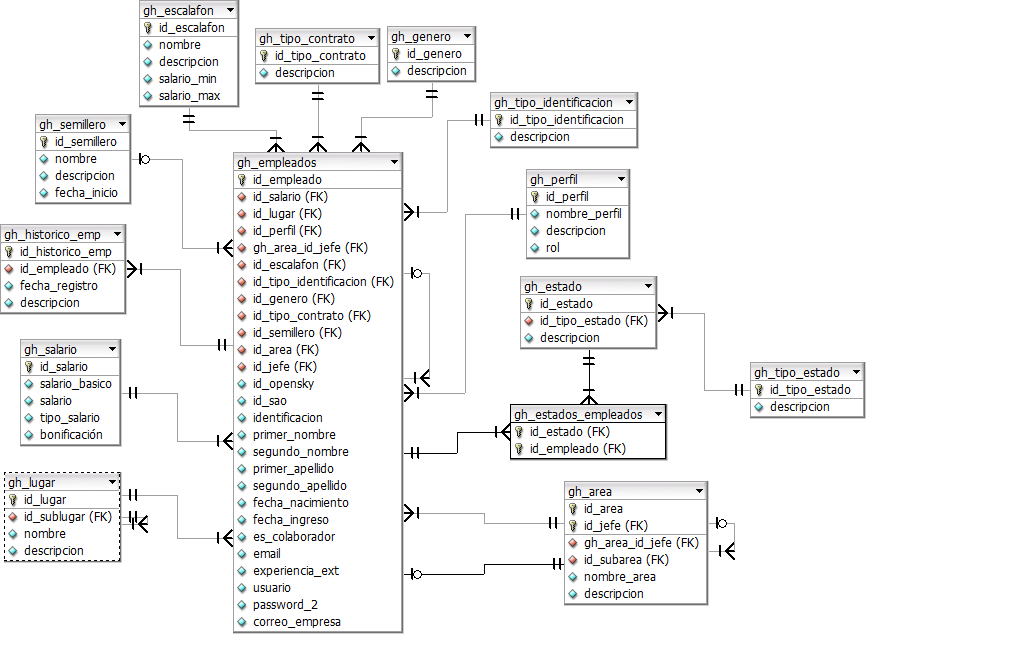 gh_escalafon
id_escalafon
nombre
descripcion
salario_min
salario_max
gh_tipo_contrato
id_tipo_contrato
descripcion
gh_genero
id_genero
descripcion
gh_tipo_identificacion
id_tipo_identificacion
descripcion
gh_semillero
id_semillero
nombre
descripcion
fecha_inicio
gh_empleados
id_empleado
id_salario (FK)
id_lugar (FK)
id_perfil (FK)
gh_area_id_jefe (FK)
id_escalafon (FK)
id_tipo_identificacion (FK)
id_genero (FK)
id_tipo_contrato (FK)
id_semillero (FK)
id_area (FK)
id_jefe (FK)
id_opensky
id_sao
identificacion
primer_nombre
segundo_nombre
primer_apellido
segundo_apellido
fecha_nacimiento
fecha_ingreso
es_colaborador
email
experiencia_ext
usuario
password_2
correo_empresa
gh_perfil
id_perfil
nombre_perfil
descripcion
rol
gh_historico_emp
id_historico_emp
id_empleado (FK)
fecha_registro
descripcion
gh_estado
id_estado
id_tipo_estado (FK)
descripcion
gh_salario
id_salario
salario_basico
salario
tipo_salario
bonificación
gh_tipo_estado
id_tipo_estado
descripcion
gh_estados_empleados
id_estado (FK)
id_empleado (FK)
gh_lugar
id_lugar
id_sublugar (FK)
nombre
descripcion
gh_area
id_area
id_jefe (FK)
gh_area_id_jefe (FK)
id_subarea (FK)
nombre_area
descripcion